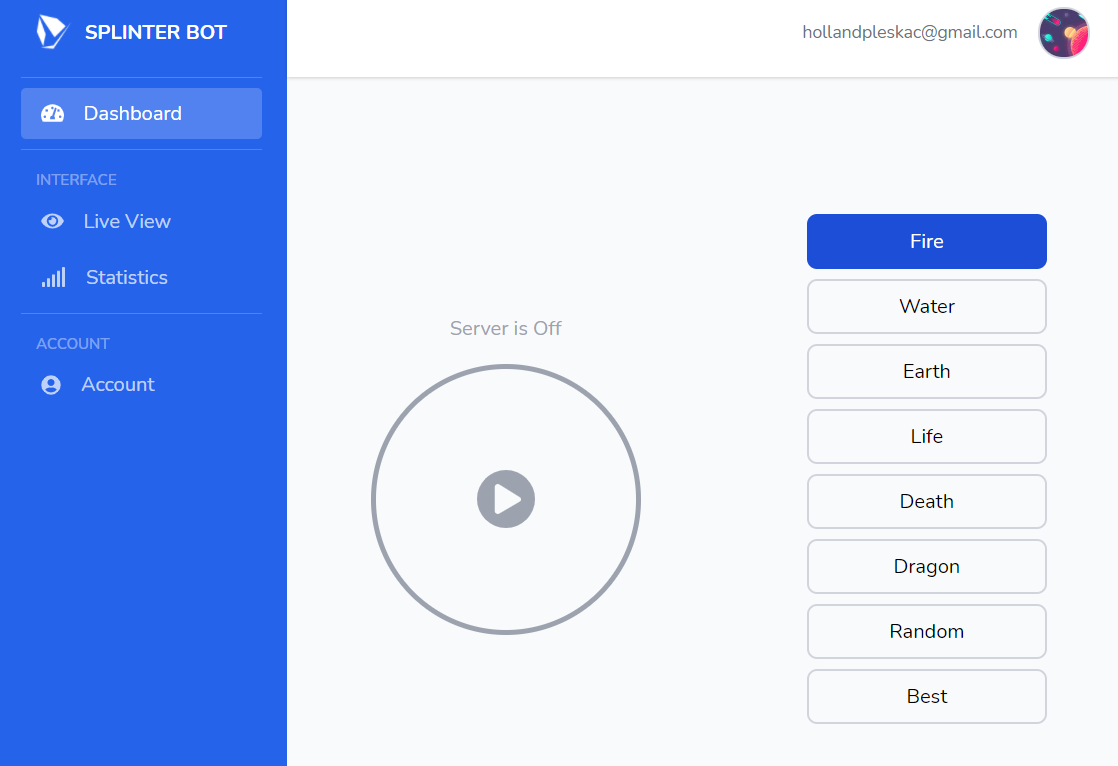 SPLINTER BOT
hollandpleskac@gmail.com
Dashboard
INTERFACE
Live View
Statistics
ACCOUNT
Account
Server is Off
Fire
Water
Earth
Life
Death
Dragon
Random
Best